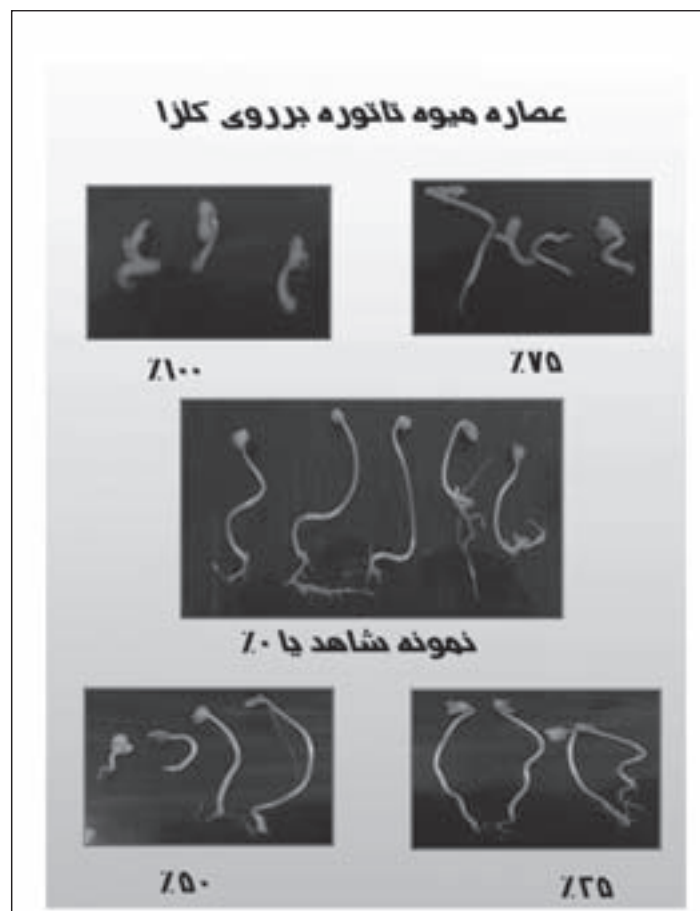 عصاره میوه تاتوره برروی کلزا
%۷۵
%۱۰۰
نمونه شاهد یا ۰%
%۲۵
%۵۰